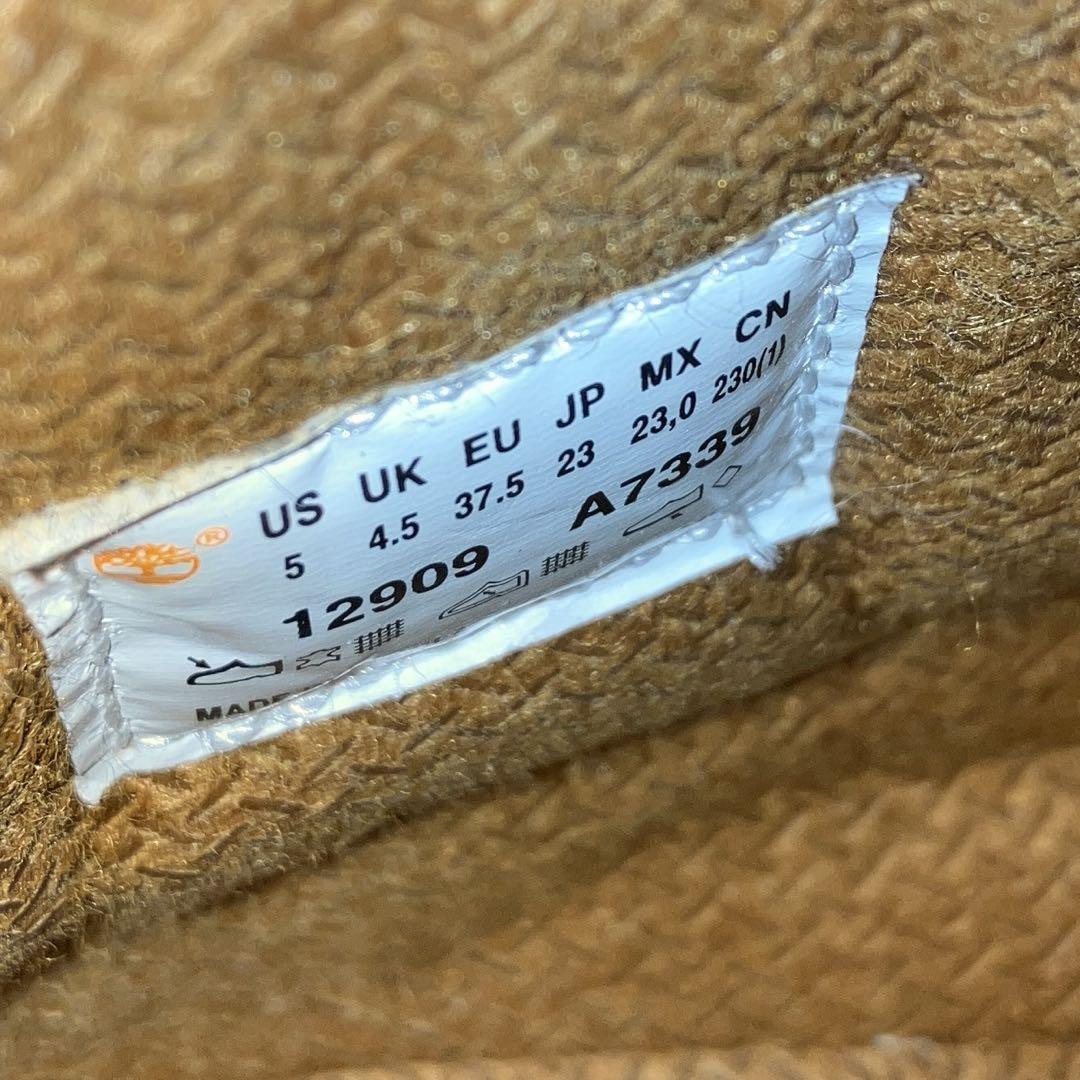 ®
US UK EU JP MX CN
5 4.5 37.5 23 23,0 230(1)
12909 A7339